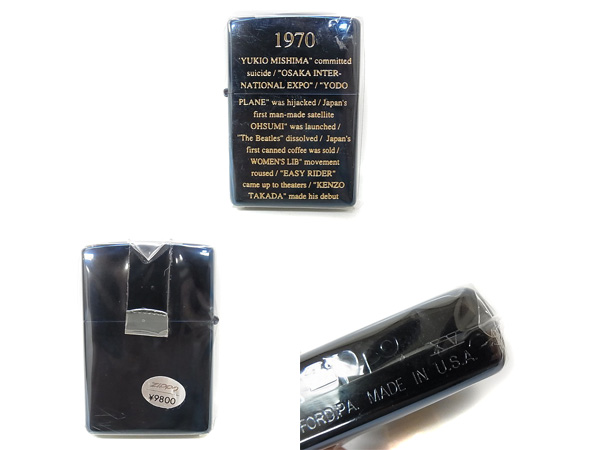 1970
"YUKIO MISHIMA" committed
suicide / "OSAKA INTER-
NATIONAL EXPO" / "YODO
PLANE" was hijacked / Japan's
first man-made satellite
OHSUMI" was launched /
"The Beatles" dissolved / Japan's
first canned coffee was sold /
WOMEN'S LIB" movement
roused / "EASY RIDER"
came up to theaters / "KENZO
TAKADA" made his debut
ZIPPO
¥9800
FORD,PA. MADE IN U.S.A.